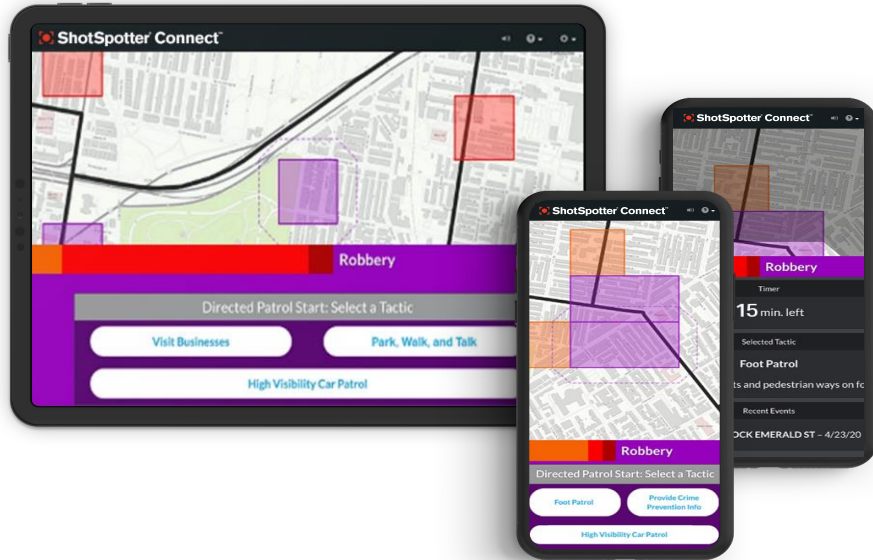 ShotSpotter Connect™
Robbery
Directed Patrol Start: Select a Tactic
Visit Businesses
Park, Walk, and Talk
High Visibility Car Patrol
ShotSpotter Connect™
Robbery
Directed Patrol Start: Select a Tactic
Foot Patrol
Provide Crime
Prevention Info
High Visibility Car Patrol
ShotSpotter Connect™
Robbery
Timer
15 min. left
Selected Tactic
Foot Patrol
ts and pedestrian ways on fo
Recent Events
OCK EMERALD ST – 4/23/20